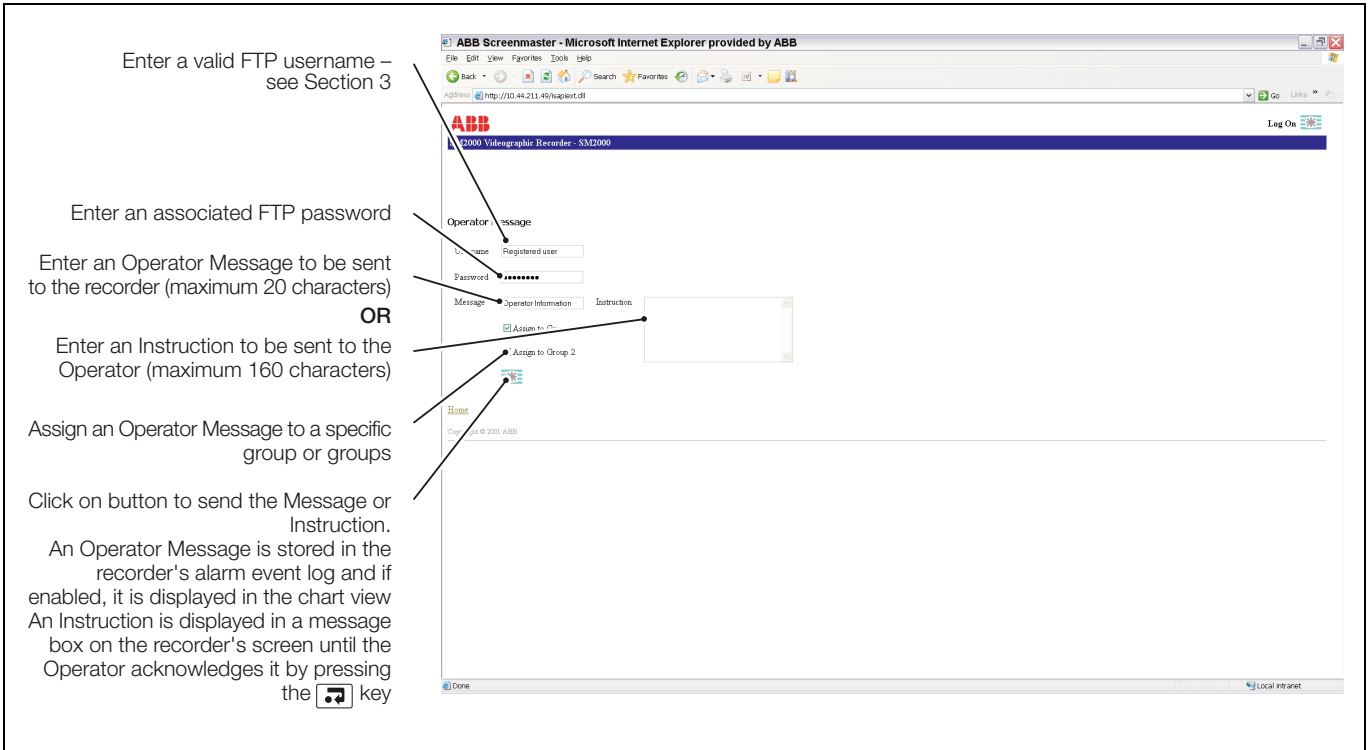 Enter a valid FTP username –
see Section 3
Enter an associated FTP password
Enter an Operator Message to be sent
to the recorder (maximum 20 characters)
OR
Enter an Instruction to be sent to the
Operator (maximum 160 characters)
Assign an Operator Message to a specific
group or groups
Click on button to send the Message or
Instruction.
An Operator Message is stored in the
recorder's alarm event log and if
enabled, it is displayed in the chart view
An Instruction is displayed in a message
box on the recorder's screen until the
Operator acknowledges it by pressing
the key
ABB Screenmaster - Microsoft Internet Explorer provided by ABB
File Edit View Favorites Tools Help
Back Search Favorites
Address http://10.44.211.49/isapiext.dll Go Links »
ABB
Log On
SM2000 Videographic Recorder - SM2000
Operator Message
Registered user
Password
Message Operator Information Instruction
Assign to
Assign to Group 2
Home
Copyright © 2001 ABB
Done Local intranet